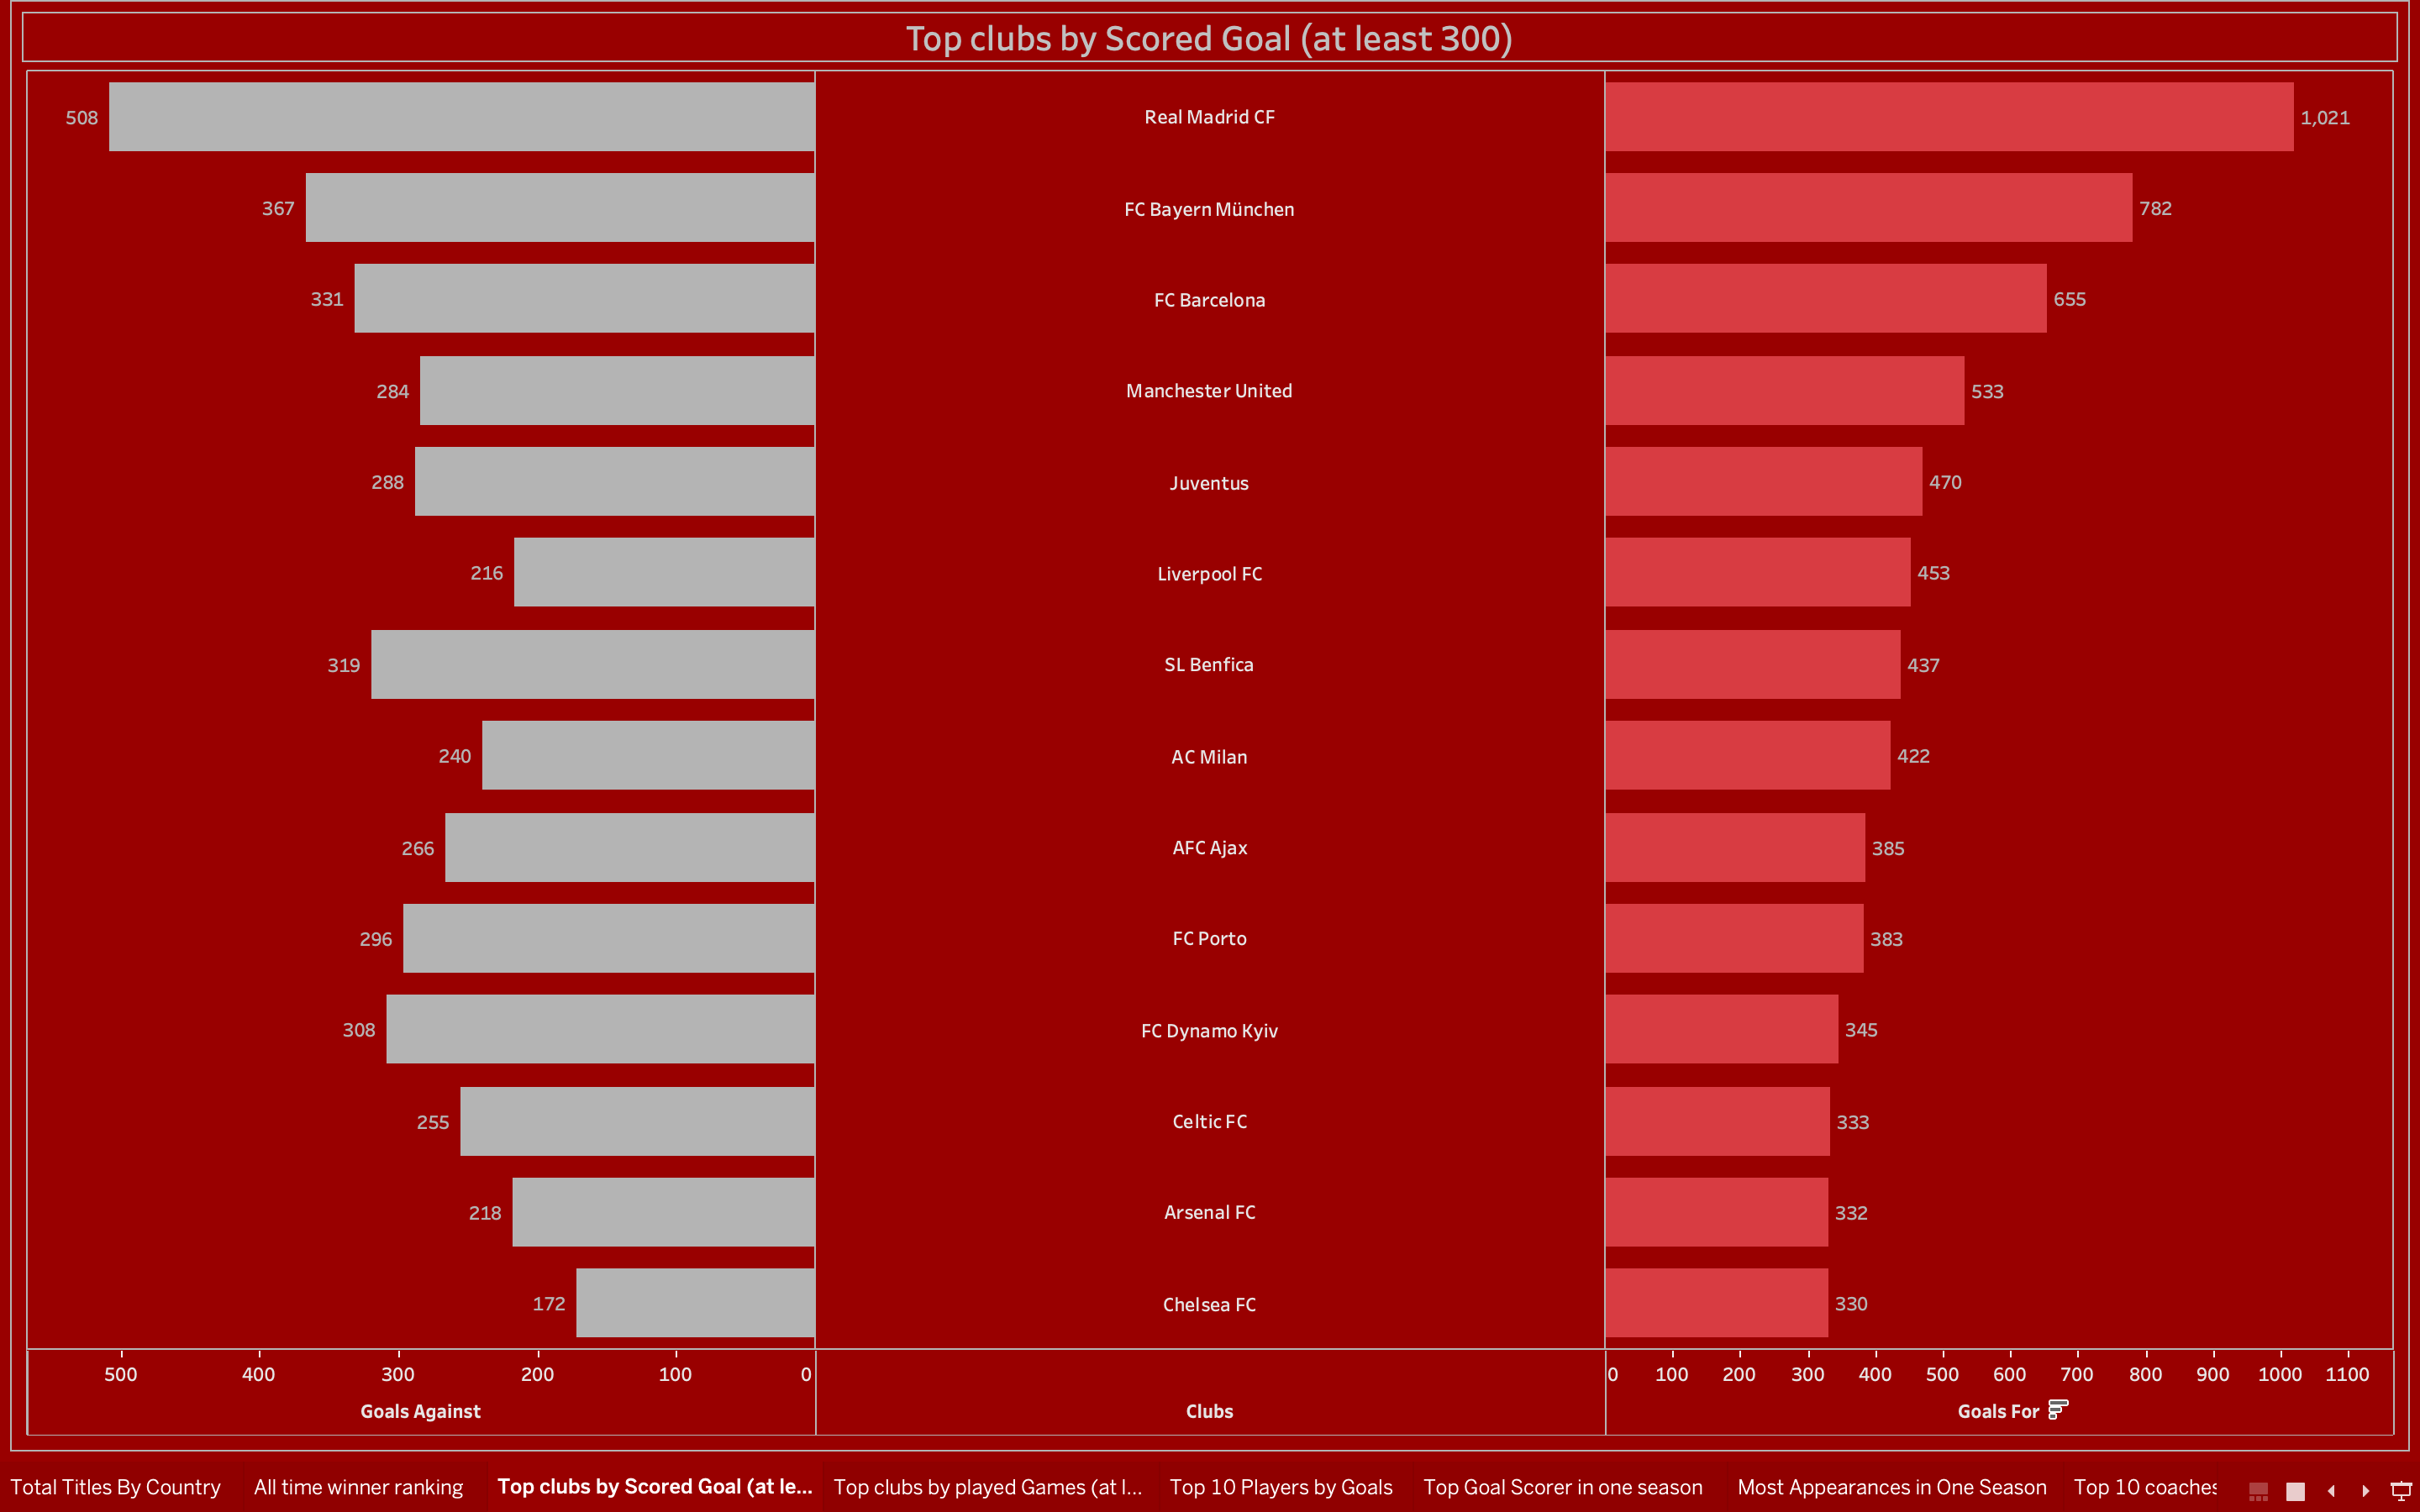 Top clubs by Scored Goal (at least 300)
508 Real Madrid CF 1,021
367 FC Bayern München 782
331 FC Barcelona 655
284 Manchester United 533
288 Juventus 470
216 Liverpool FC 453
319 SL Benfica 437
240 AC Milan 422
266 AFC Ajax 385
296 FC Porto 383
308 FC Dynamo Kyiv 345
255 Celtic FC 333
218 Arsenal FC 332
172 Chelsea FC 330
500 400 300 200 100 0 0 100 200 300 400 500 600 700 800 900 1000 1100
Goals Against Clubs Goals For
Total Titles By Country All time winner ranking Top clubs by Scored Goal (at le... Top clubs by played Games (at l... Top 10 Players by Goals Top Goal Scorer in one season Most Appearances in One Season Top 10 coaches